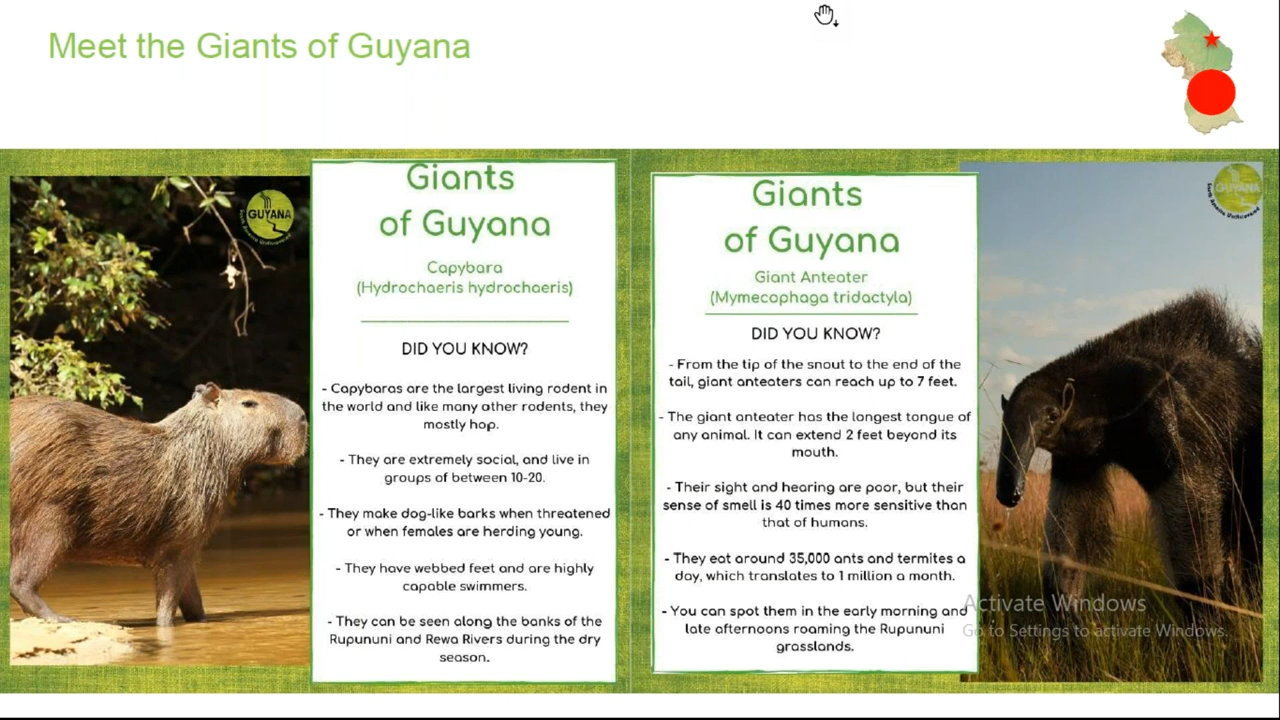 Meet the Giants of Guyana
GUYANA
Giants
of Guyana
Capybara
(Hydrochaeris hydrochaeris)
DID YOU KNOW?
- Capybaras are the largest living rodent in
the world and like many other rodents, they
mostly hop.
- They are extremely social, and live in
groups of between 10-20.
- They make dog-like barks when threatened
or when females are herding young.
- They have webbed feet and are highly
capable swimmers.
- They can be seen along the banks of the
Rupununi and Rewa Rivers during the dry
season.
Giants
of Guyana
Giant Anteater
(Mymecophaga tridactyla)
DID YOU KNOW?
- From the tip of the snout to the end of the
tail, giant anteaters can reach up to 7 feet.
- The giant anteater has the longest tongue of
any animal. It can extend 2 feet beyond its
mouth.
- Their sight and hearing are poor, but their
sense of smell is 40 times more sensitive than
that of humans.
- They eat around 35,000 ants and termites a
day, which translates to 1 million a month.
- You can spot them in the early morning and
late afternoons roaming the Rupununi
grasslands.
GUYANA
Activate Windows
Go to Settings to activate Windows.